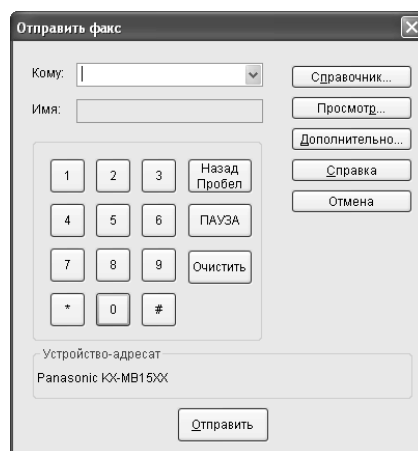 Отправить факс
Кому:
Справочник...
Имя:
Просмотр...
Дополнительно...
1 2 3 Назад Пробел
Справка
4 5 6 ПАУЗА
Отмена
7 8 9 Очистить
* 0 #
Устройство-адресат
Panasonic KX-MB15XX
Отправить